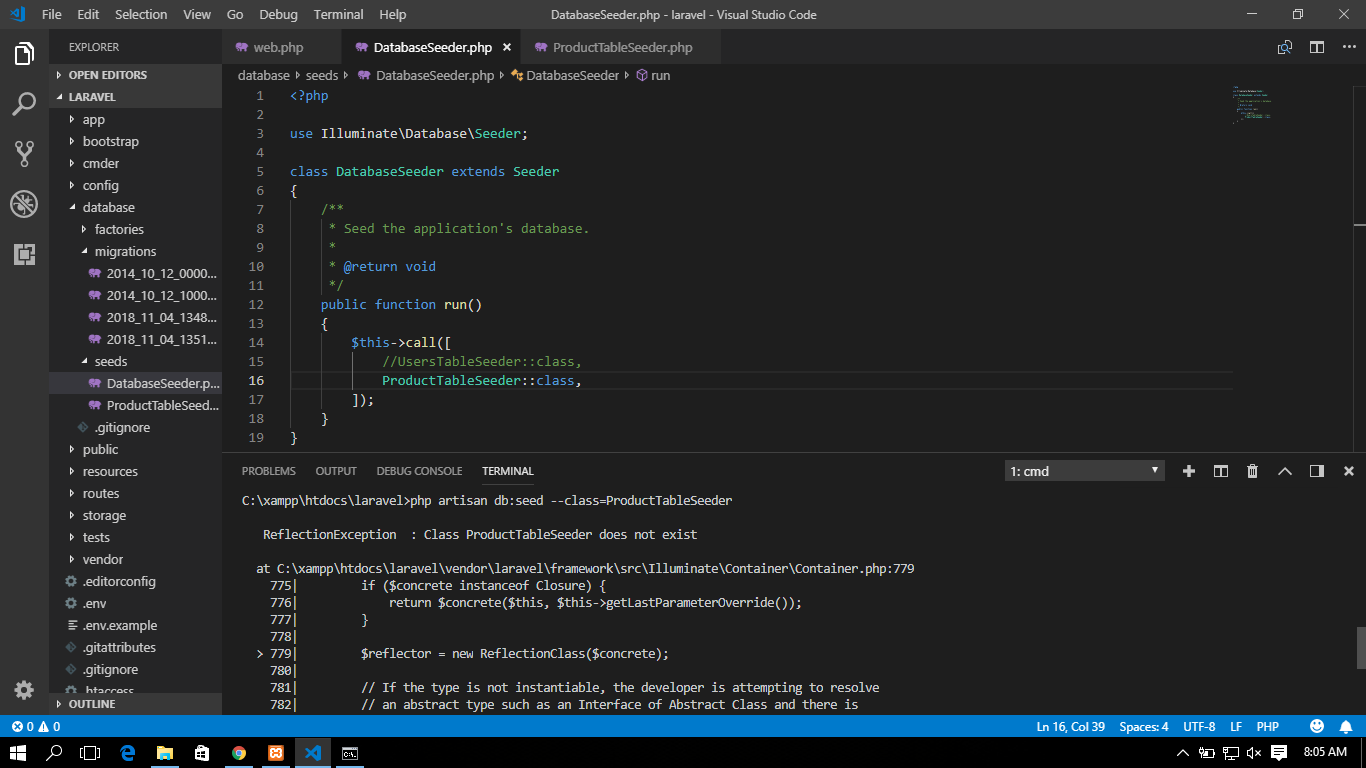 File Edit Selection View Go Debug Terminal Help DatabaseSeeder.php - laravel - Visual Studio Code
EXPLORER
web.php DatabaseSeeder.php ProductTableSeeder.php
OPEN EDITORS
LARAVEL
app
bootstrap
cmder
config
database
factories
migrations
2014_10_12_0000...
2014_10_12_1000...
2018_11_04_1348...
2018_11_04_1351...
seeds
DatabaseSeeder.p...
ProductTableSeed...
.gitignore
public
resources
routes
storage
tests
vendor
.editorconfig
.env
.env.example
.gitattributes
.gitignore
.htaccess
OUTLINE
database seeds DatabaseSeeder.php DatabaseSeeder run
1 <?php
2
3 use Illuminate\Database\Seeder;
4
5 class DatabaseSeeder extends Seeder
6 {
7 /**
8 * Seed the application's database.
9 *
10 * @return void
11 */
12 public function run()
13 {
14 $this->call([
15 //UsersTableSeeder::class,
16 ProductTableSeeder::class,
17 ]);
18 }
19 }
PROBLEMS OUTPUT DEBUG CONSOLE TERMINAL 1: cmd
C:\xampp\htdocs\laravel>php artisan db:seed --class=ProductTableSeeder
ReflectionException : Class ProductTableSeeder does not exist
at C:\xampp\htdocs\laravel\vendor\laravel\framework\src\Illuminate\Container\Container.php:779
775| if ($concrete instanceof Closure) {
776| return $concrete($this, $this->getLastParameterOverride());
777| }
778|
> 779| $reflector = new ReflectionClass($concrete);
780|
781| // If the type is not instantiable, the developer is attempting to resolve
782| // an abstract type such as an Interface of Abstract Class and there is
0 0 Ln 16, Col 39 Spaces: 4 UTF-8 LF PHP
8:05 AM